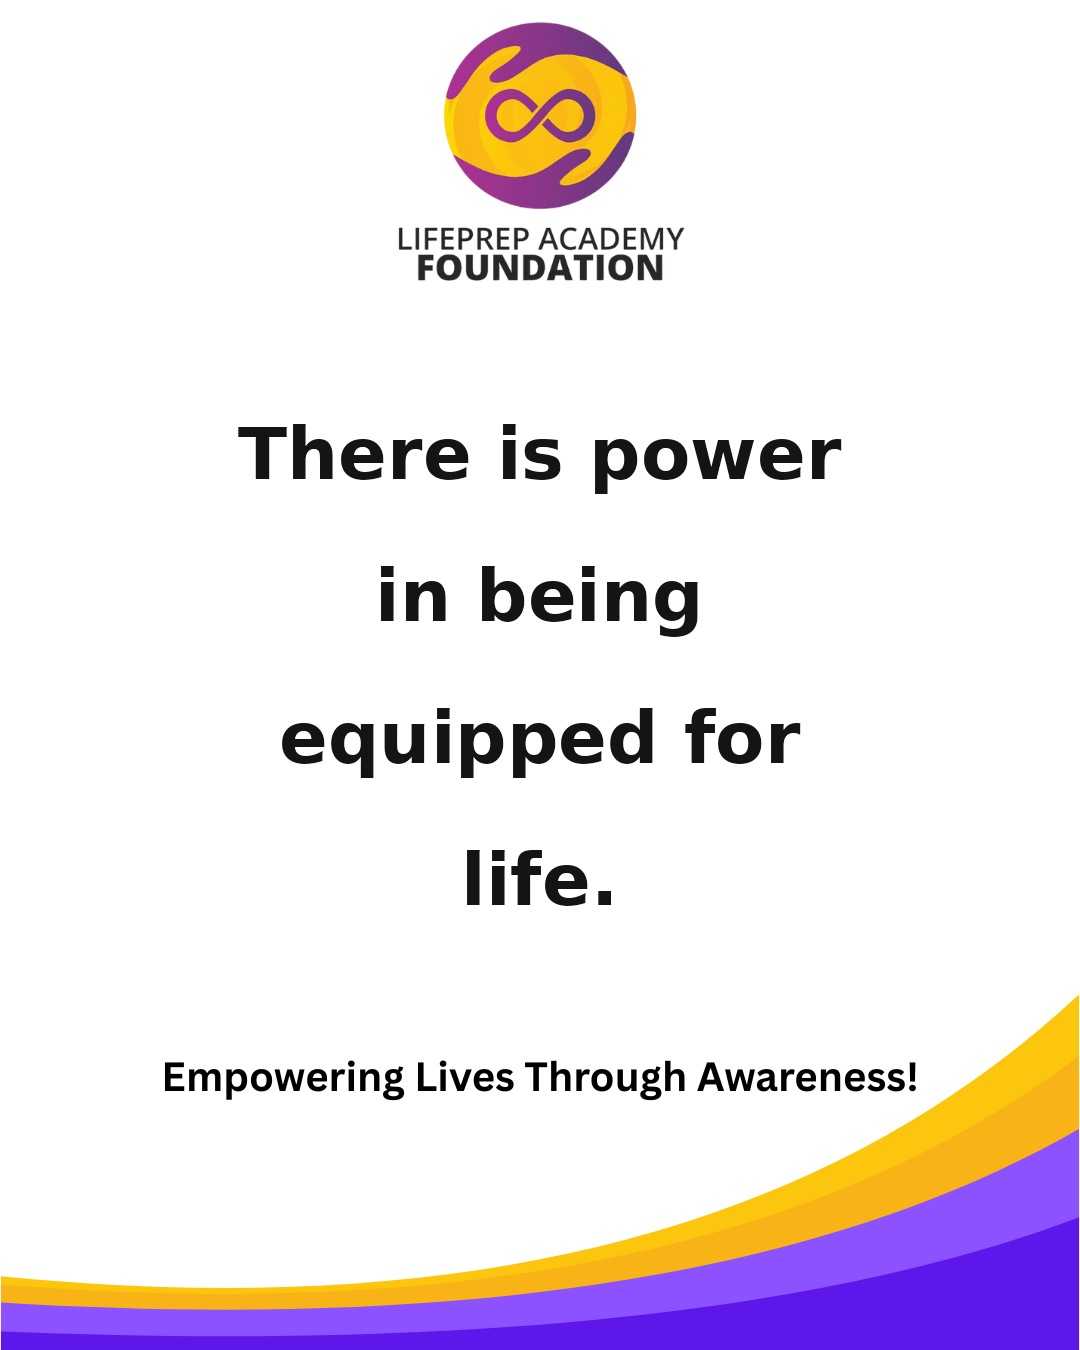 LIFEPREP ACADEMY
FOUNDATION
There is power
in being
equipped for
life.
Empowering Lives Through Awareness!